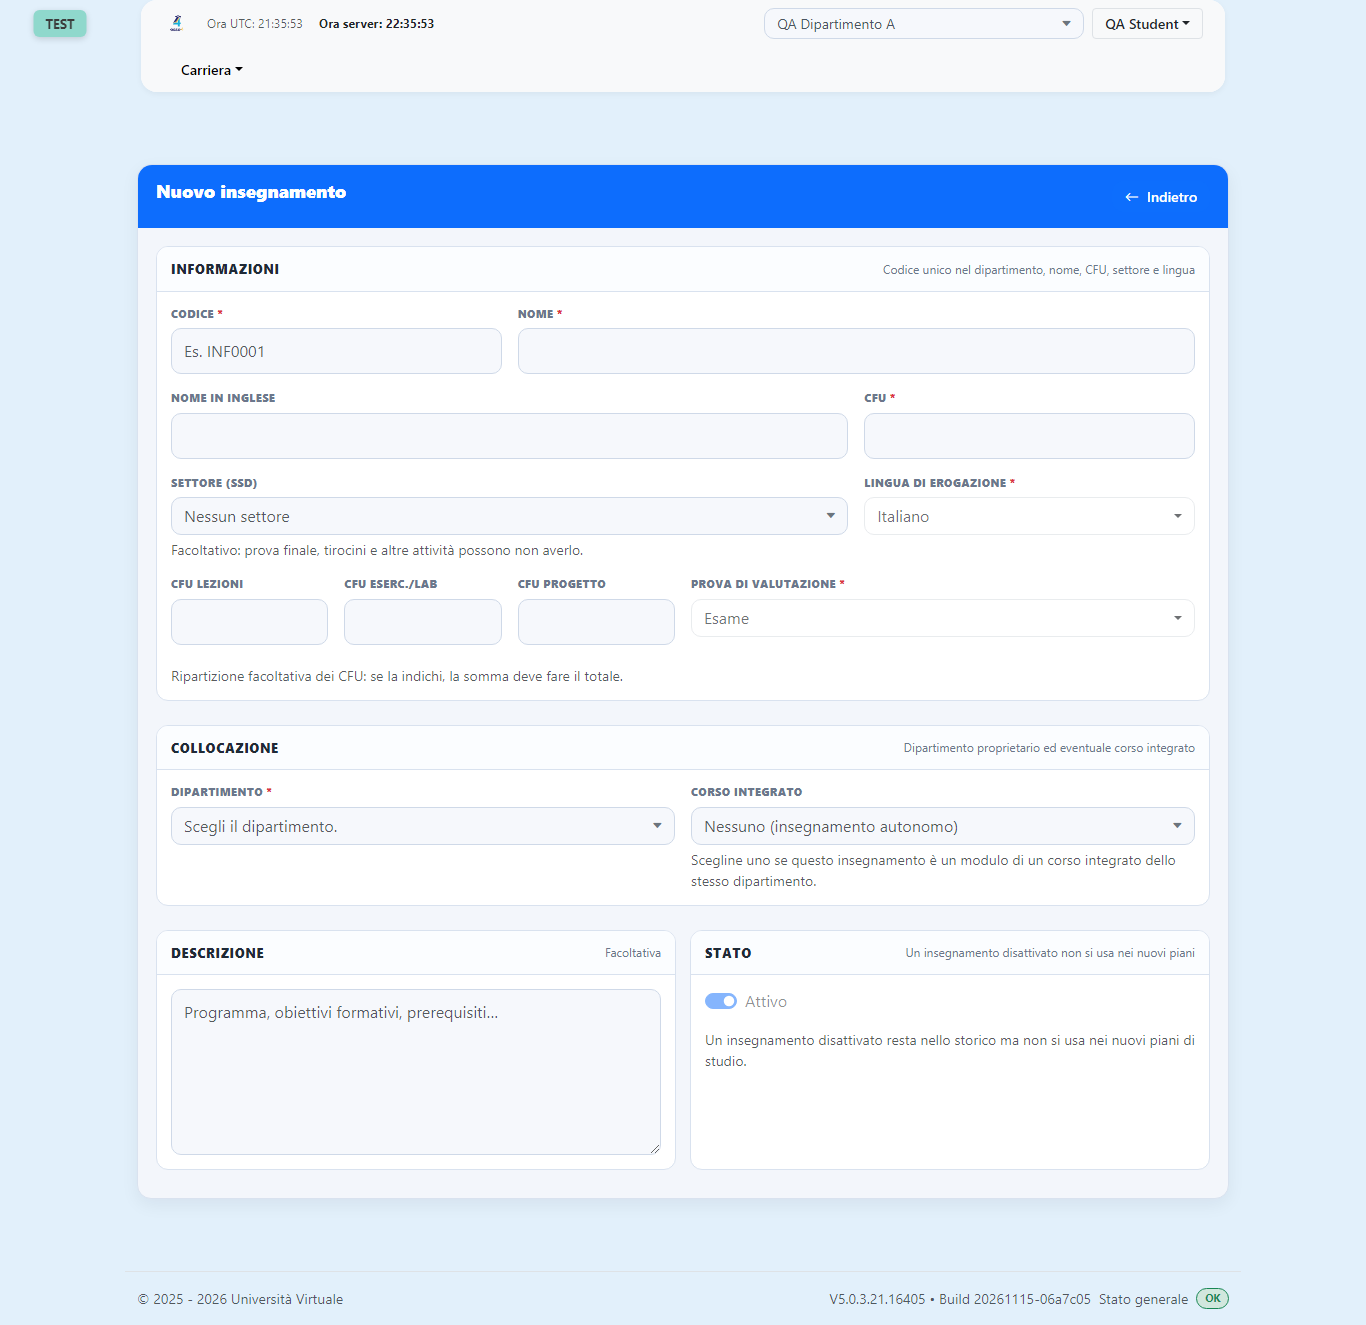 TEST
Ora UTC: 21:35:53
Ora server: 22:35:53
QA Dipartimento A
QA Student
Carriera
Nuovo insegnamento
← Indietro
INFORMAZIONI
Codice unico nel dipartimento, nome, CFU, settore e lingua
CODICE *
NOME *
Es. INF0001
NOME IN INGLESE
CFU *
SETTORE (SSD)
LINGUA DI EROGAZIONE *
Nessun settore
Italiano
Facoltativo: prova finale, tirocini e altre attività possono non averlo.
CFU LEZIONI
CFU ESERC./LAB
CFU PROGETTO
PROVA DI VALUTAZIONE *
Esame
Ripartizione facoltativa dei CFU: se la indichi, la somma deve fare il totale.
COLLOCAZIONE
Dipartimento proprietario ed eventuale corso integrato
DIPARTIMENTO *
CORSO INTEGRATO
Scegli il dipartimento.
Nessuno (insegnamento autonomo)
Scegline uno se questo insegnamento è un modulo di un corso integrato dello
stesso dipartimento.
DESCRIZIONE
Facoltativa
STATO
Un insegnamento disattivato non si usa nei nuovi piani
Programma, obiettivi formativi, prerequisiti...
Attivo
Un insegnamento disattivato resta nello storico ma non si usa nei nuovi piani di
studio.
© 2025 - 2026 Università Virtuale
V5.0.3.21.16405 • Build 20261115-06a7c05 Stato generale OK